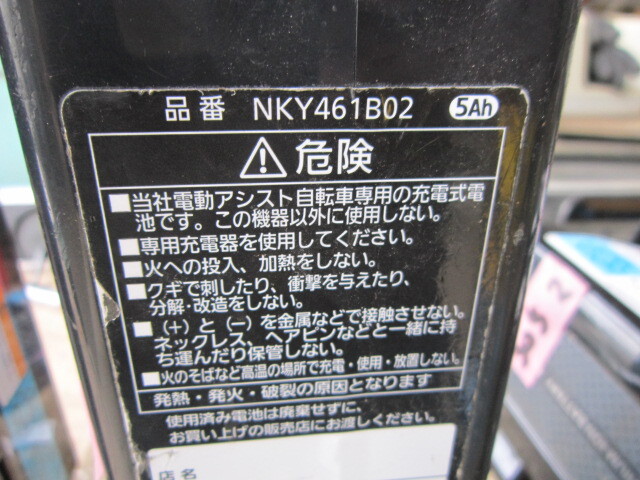 品番 NKY461B02 5Ah
⚠危険
■当社電動アシスト自転車専用の充電式電
池です。この機器以外に使用しない。
■専用充電器を使用してください。
■火への投入、加熱をしない。
■クギで刺したり、衝撃を与えたり、
分解・改造をしない。
■(+)と(−)を金属などで接触させない。
ネックレス、ヘアピンなどと一緒に持
ち運んだり保管しない。
■火のそばなど高温の場所で充電・使用・放置しない。
発熱・発火・破裂の原因となります
使用済み電池は廃棄せずに、
お買い上げの販売店にお渡しください。
店名